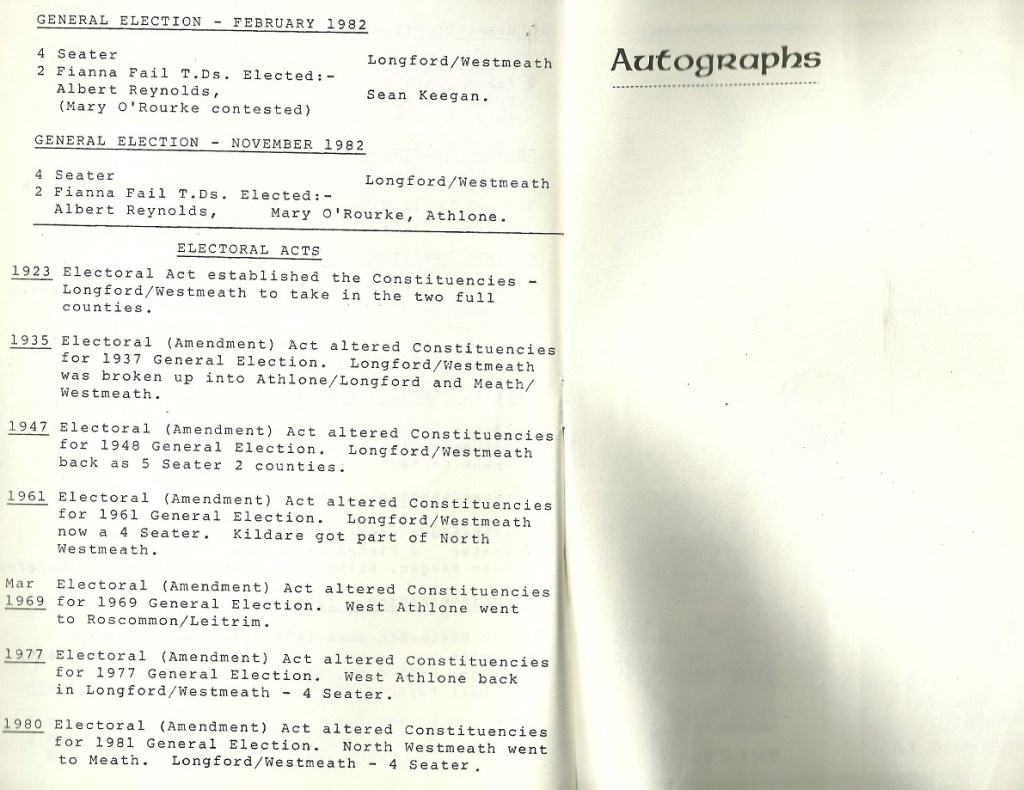 GENERAL ELECTION - FEBRUARY 1982
4 Seater Longford/Westmeath
2 Fianna Fail T.Ds. Elected:-
Albert Reynolds, Sean Keegan.
(Mary O'Rourke contested)
GENERAL ELECTION - NOVEMBER 1982
4 Seater Longford/Westmeath
2 Fianna Fail T.Ds. Elected:-
Albert Reynolds, Mary O'Rourke, Athlone.
ELECTORAL ACTS
1923 Electoral Act established the Constituencies -
Longford/Westmeath to take in the two full
counties.
1935 Electoral (Amendment) Act altered Constituencies
for 1937 General Election. Longford/Westmeath
was broken up into Athlone/Longford and Meath/
Westmeath.
1947 Electoral (Amendment) Act altered Constituencies
for 1948 General Election. Longford/Westmeath
back as 5 Seater 2 counties.
1961 Electoral (Amendment) Act altered Constituencies
for 1961 General Election. Longford/Westmeath
now a 4 Seater. Kildare got part of North
Westmeath.
Mar Electoral (Amendment) Act altered Constituencies
1969 for 1969 General Election. West Athlone went
to Roscommon/Leitrim.
1977 Electoral (Amendment) Act altered Constituencies
for 1977 General Election. West Athlone back
in Longford/Westmeath - 4 Seater.
1980 Electoral (Amendment) Act altered Constituencies
for 1981 General Election. North Westmeath went
to Meath. Longford/Westmeath - 4 Seater.
Autographs